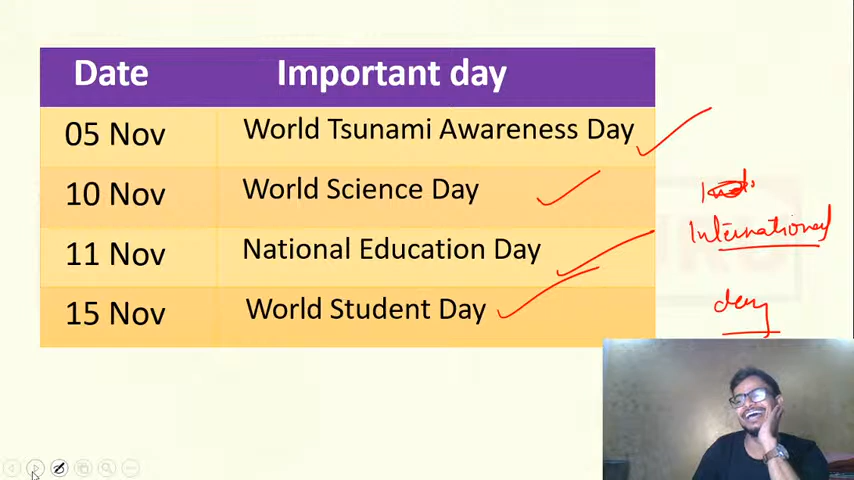 Date Important day
05 Nov World Tsunami Awareness Day
10 Nov World Science Day
11 Nov National Education Day
15 Nov World Student Day
International
day